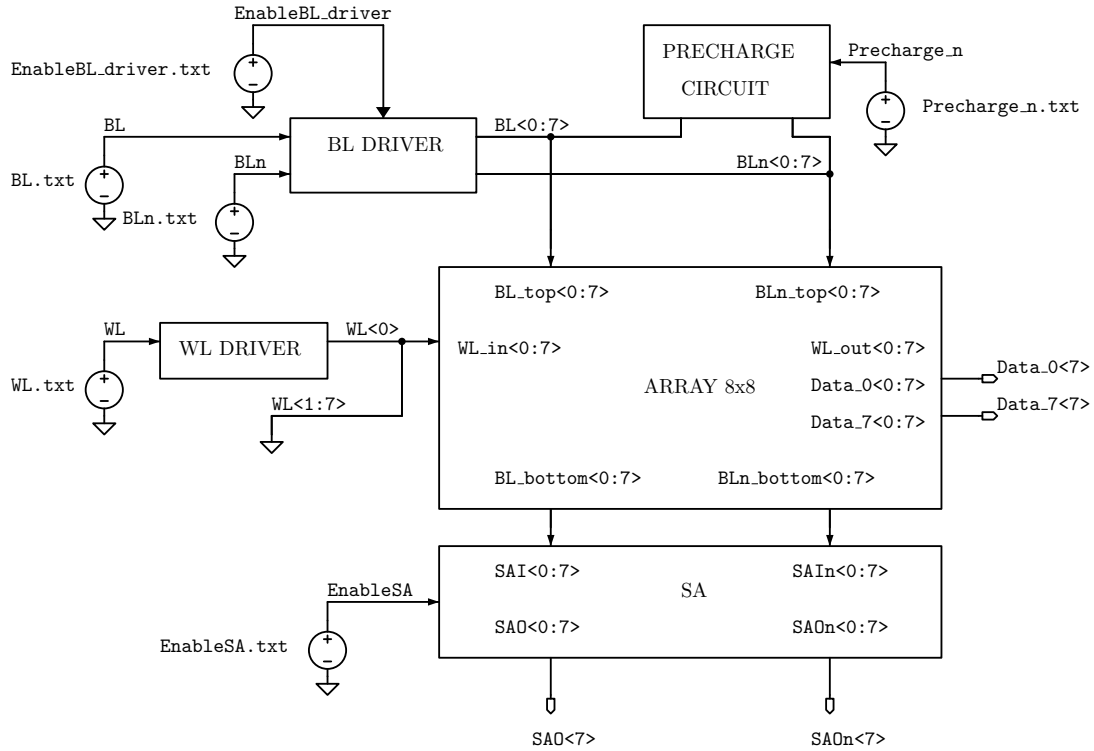 EnableBL_driver
PRECHARGE
CIRCUIT
Precharge_n
EnableBL_driver.txt
Precharge_n.txt
BL
BL<0:7>
BL DRIVER
BLn
BLn<0:7>
BL.txt
BLn.txt
BL_top<0:7>
BLn_top<0:7>
WL
WL<0>
WL DRIVER
WL_in<0:7>
WL_out<0:7>
Data_0<7>
WL.txt
ARRAY 8x8
Data_0<0:7>
WL<1:7>
Data_7<7>
Data_7<0:7>
BL_bottom<0:7>
BLn_bottom<0:7>
SAI<0:7>
SAIn<0:7>
EnableSA
SA
SAO<0:7>
SAOn<0:7>
EnableSA.txt
SAO<7>
SAOn<7>